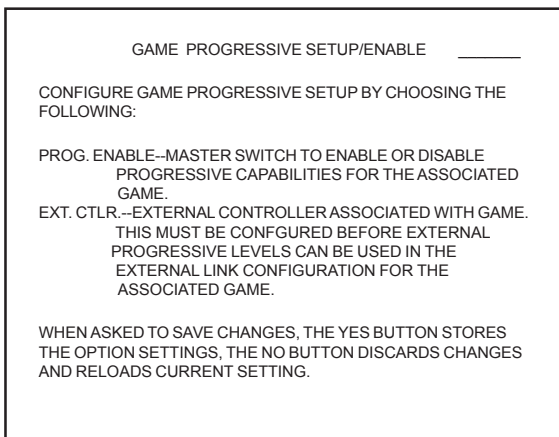 GAME PROGRESSIVE SETUP/ENABLE _______
CONFIGURE GAME PROGRESSIVE SETUP BY CHOOSING THE
FOLLOWING:
PROG. ENABLE--MASTER SWITCH TO ENABLE OR DISABLE
PROGRESSIVE CAPABILITIES FOR THE ASSOCIATED
GAME.
EXT. CTLR.--EXTERNAL CONTROLLER ASSOCIATED WITH GAME.
THIS MUST BE CONFGURED BEFORE EXTERNAL
PROGRESSIVE LEVELS CAN BE USED IN THE
EXTERNAL LINK CONFIGURATION FOR THE
ASSOCIATED GAME.
WHEN ASKED TO SAVE CHANGES, THE YES BUTTON STORES
THE OPTION SETTINGS, THE NO BUTTON DISCARDS CHANGES
AND RELOADS CURRENT SETTING.